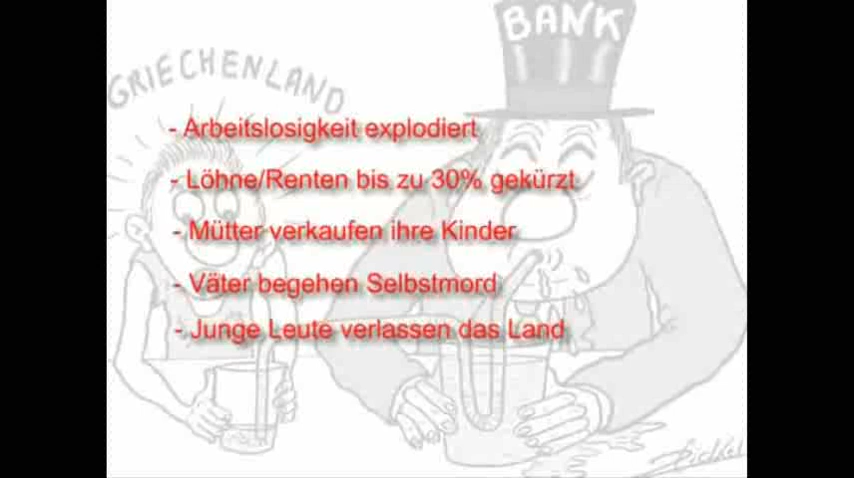 BANK
GRIECHENLAND
- Arbeitslosigkeit explodiert
- Löhne/Renten bis zu 30% gekürzt
- Mütter verkaufen ihre Kinder
- Väter begehen Selbstmord
- Junge Leute verlassen das Land